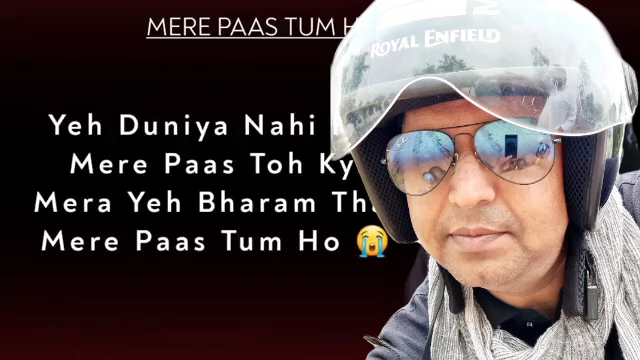 MERE PAAS TUM
ROYAL ENFIELD
Yeh Duniya Nahi
Mere Paas Toh
Mera Yeh Bharam
Mere Paas Tum Ho 😭